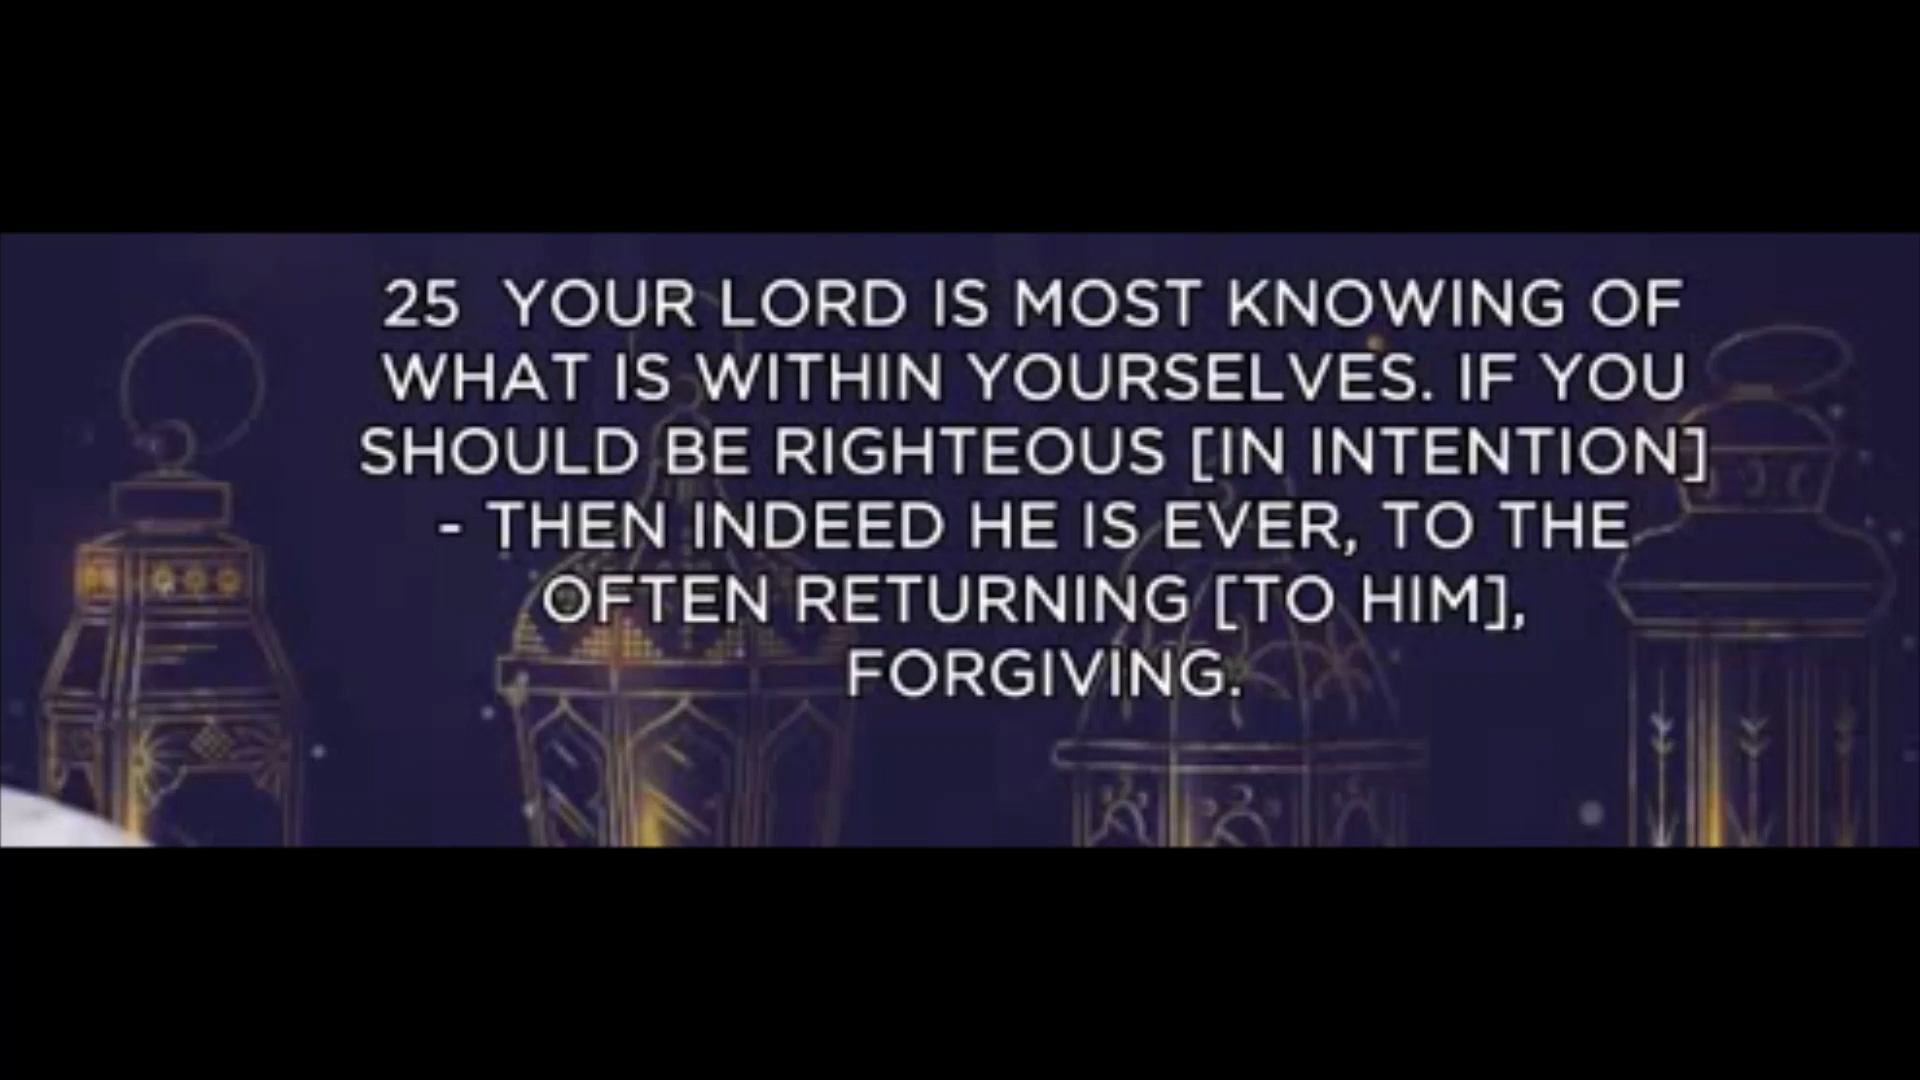 25 YOUR LORD IS MOST KNOWING OF
WHAT IS WITHIN YOURSELVES. IF YOU
SHOULD BE RIGHTEOUS [IN INTENTION]
- THEN INDEED HE IS EVER, TO THE
OFTEN RETURNING [TO HIM],
FORGIVING.